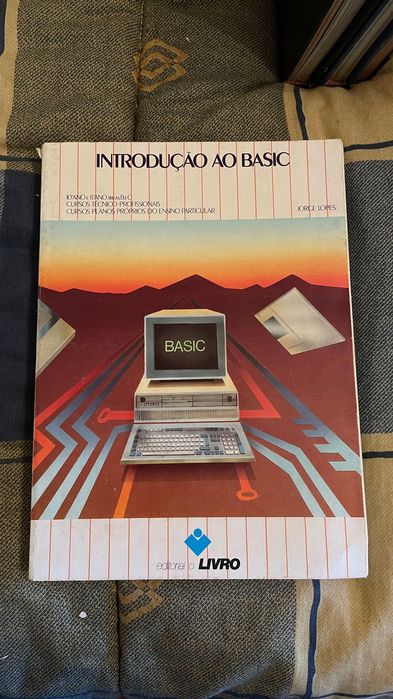 INTRODUÇÃO AO BASIC
10.º ANO E 11.º ANO ÁREAS B E C
CURSOS TÉCNICO-PROFISSIONAIS
CURSOS PLANOS PRÓPRIOS DO ENSINO PARTICULAR
JORGE LOPES
BASIC
editorial o LIVRO